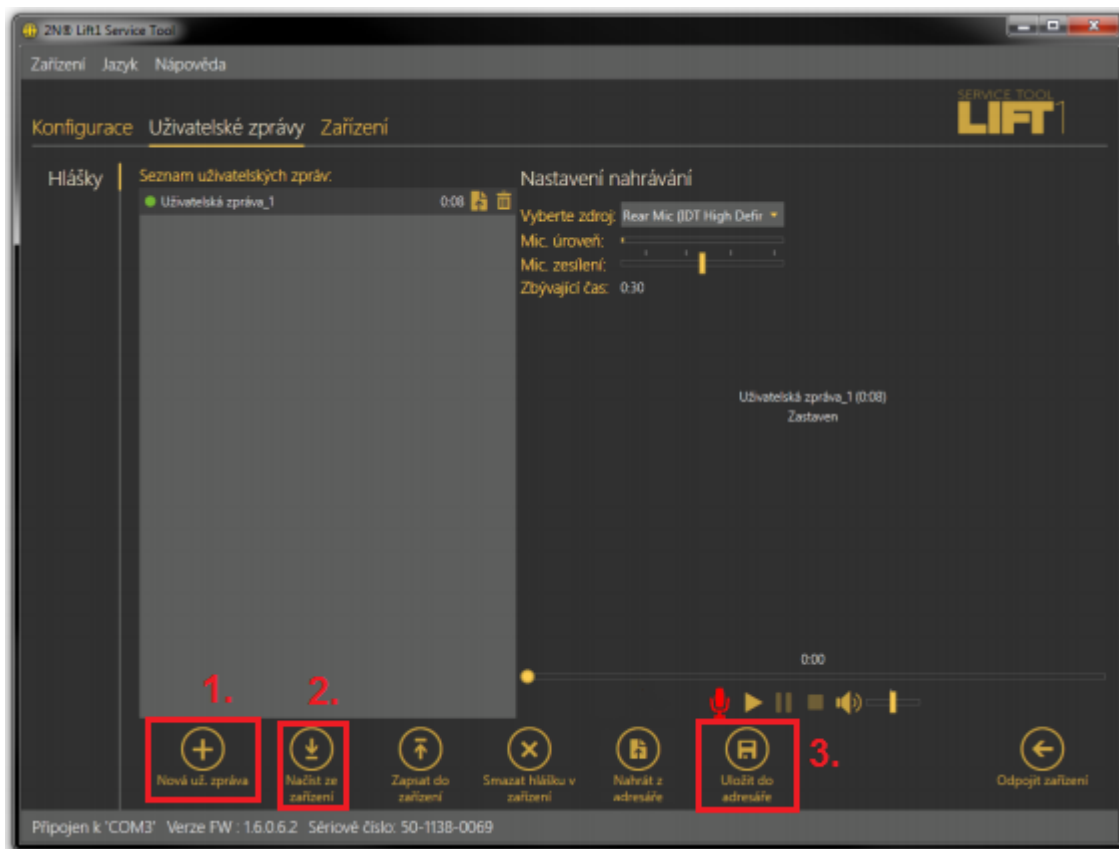 2N® Lift1 Service Tool
Zařízení Jazyk Nápověda
SERVICE TOOL
LIFT1
Konfigurace Uživatelské zprávy Zařízení
Hlášky
Seznam uživatelských zpráv:
Uživatelská zpráva_1 0:08
Nastavení nahrávání
Vyberte zdroj: Rear Mic (IDT High Defir
Mic. úroveň:
Mic. zesílení:
Zbývající čas: 0:30
Uživatelská zpráva_1 (0:08)
Zastaven
0:00
1.
2.
3.
Nová už. zpráva
Načíst ze
zařízení
Zapsat do
zařízení
Smazat hlášku v
zařízení
Nahrát z
adresáře
Uložit do
adresáře
Odpojit zařízení
Připojen k 'COM3' Verze FW : 1.6.0.6.2 Sériové číslo: 50-1138-0069